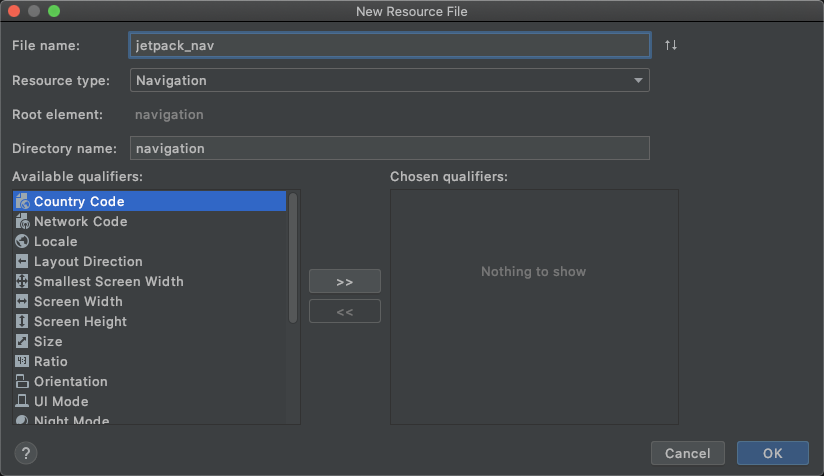 New Resource File
File name: jetpack_nav
Resource type: Navigation
Root element: navigation
Directory name: navigation
Available qualifiers: Chosen qualifiers:
Country Code
Network Code
Locale
Layout Direction
Smallest Screen Width
Screen Width
Screen Height
Size
Ratio
Orientation
UI Mode
Night Mode
>>
<<
Nothing to show
? Cancel OK